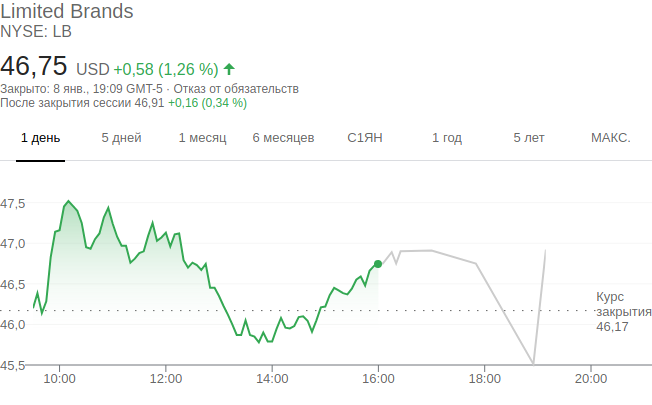 Limited Brands
NYSE: LB
46,75 USD +0,58 (1,26 %)
Закрыто: 8 янв., 19:09 GMT-5 · Отказ от обязательств
После закрытия сессии 46,91 +0,16 (0,34 %)
1 день 5 дней 1 месяц 6 месяцев С1ЯН 1 год 5 лет МАКС.
47,5
47,0
46,5
46,0
45,5
Курс
закрытия
46,17
10:00 12:00 14:00 16:00 18:00 20:00